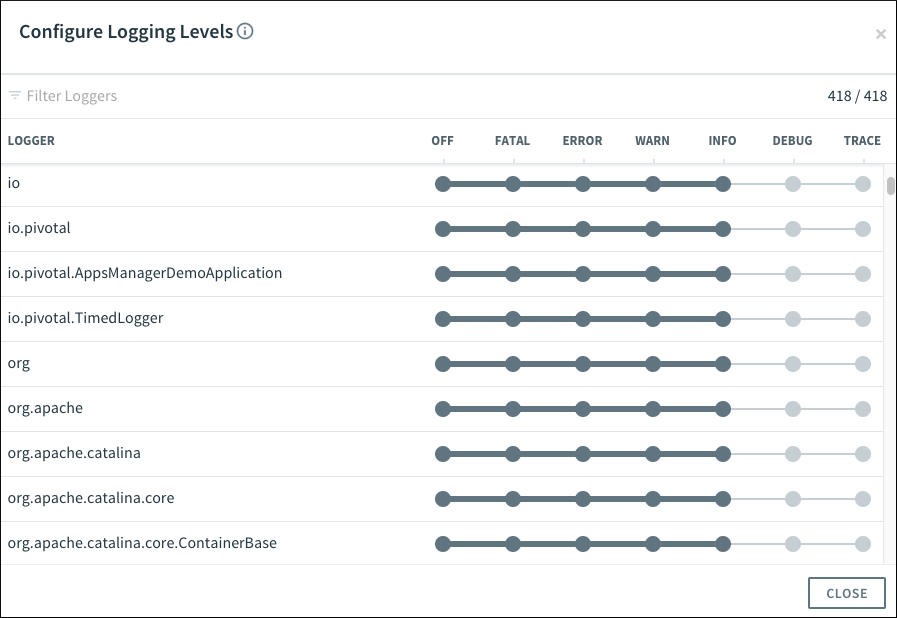 Configure Logging Levels
Filter Loggers 418 / 418
LOGGER OFF FATAL ERROR WARN INFO DEBUG TRACE
io
io.pivotal
io.pivotal.AppsManagerDemoApplication
io.pivotal.TimedLogger
org
org.apache
org.apache.catalina
org.apache.catalina.core
org.apache.catalina.core.ContainerBase
CLOSE